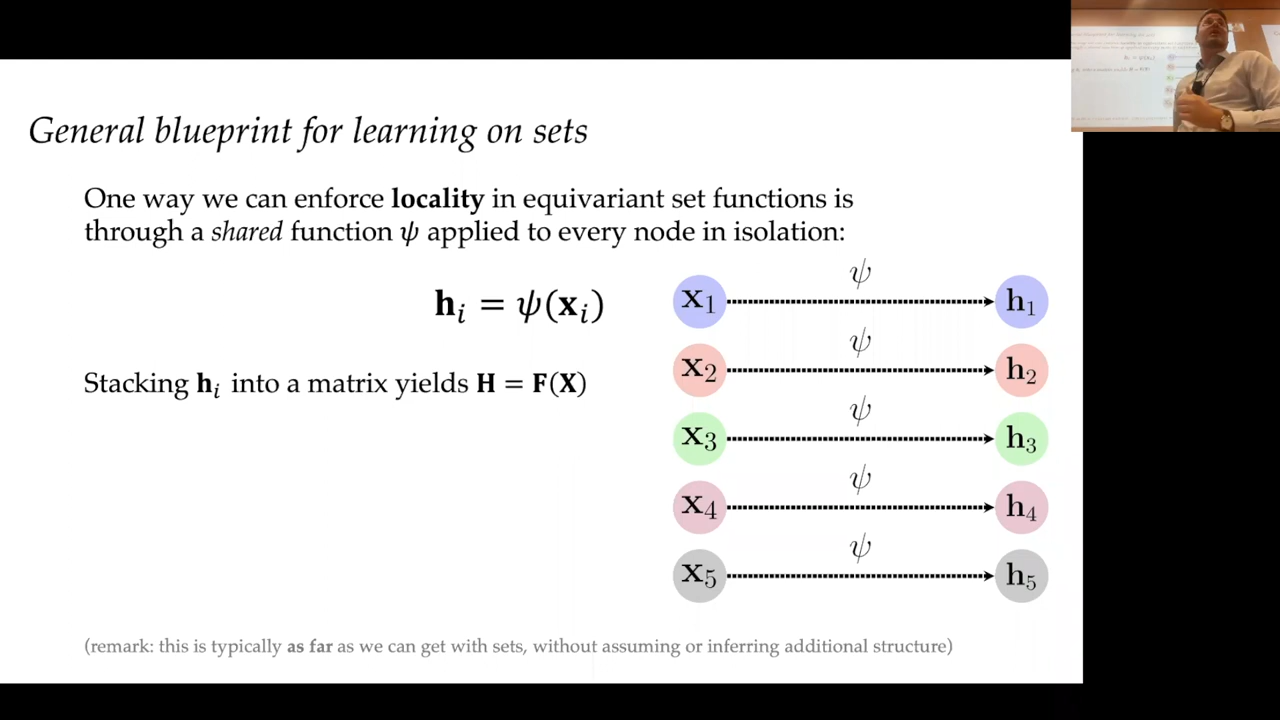 General blueprint for learning on sets
One way we can enforce locality in equivariant set functions is
through a shared function ψ applied to every node in isolation:
𝐡ᵢ = ψ(𝐱ᵢ)
Stacking 𝐡ᵢ into a matrix yields 𝐇 = 𝐅(𝐗)
x₁ ψ h₁
x₂ ψ h₂
x₃ ψ h₃
x₄ ψ h₄
x₅ ψ h₅
(remark: this is typically as far as we can get with sets, without assuming or inferring additional structure)